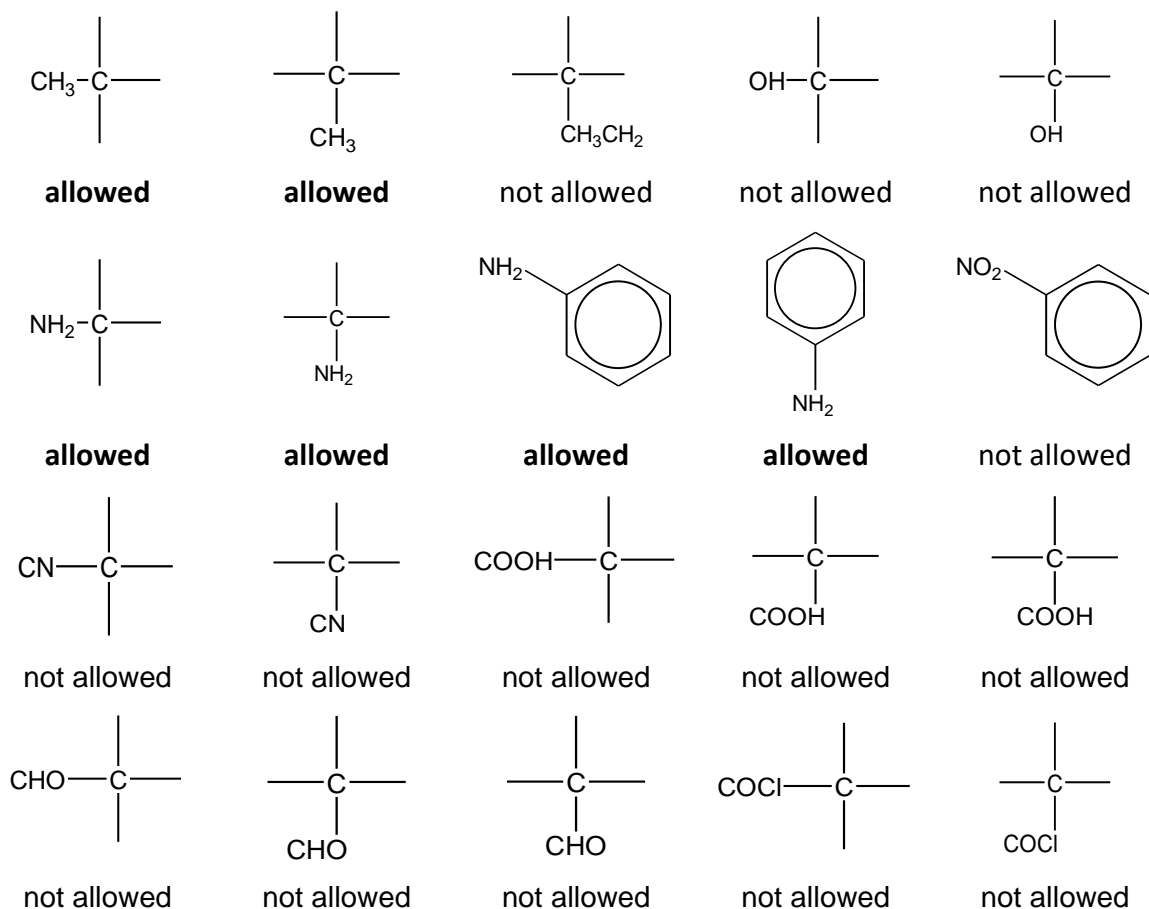 CH₃ C C CH₃ C CH₃CH₂ OH C C OH
allowed allowed not allowed not allowed not allowed
NH₂ C C NH₂ NH₂ NH₂ NO₂
allowed allowed allowed allowed not allowed
CN C C CN COOH C C COOH C COOH
not allowed not allowed not allowed not allowed not allowed
CHO C C CHO C CHO COCl C C COCl
not allowed not allowed not allowed not allowed not allowed